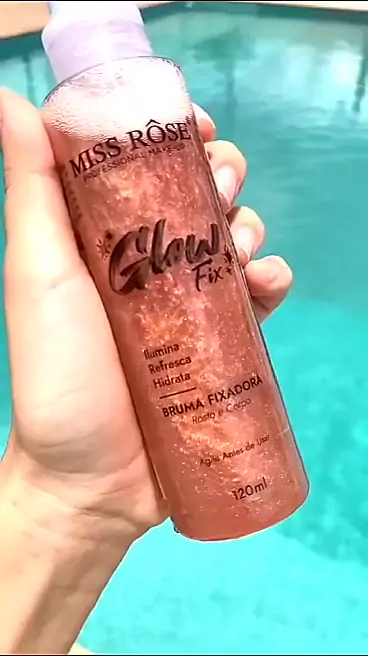 MISS RÔSE
PROFESSIONAL MAKE-UP
Glow
Fix
Ilumina
Refresca
Hidrata
BRUMA FIXADORA
Rosto e Corpo
Agite Antes de Usar
120ml